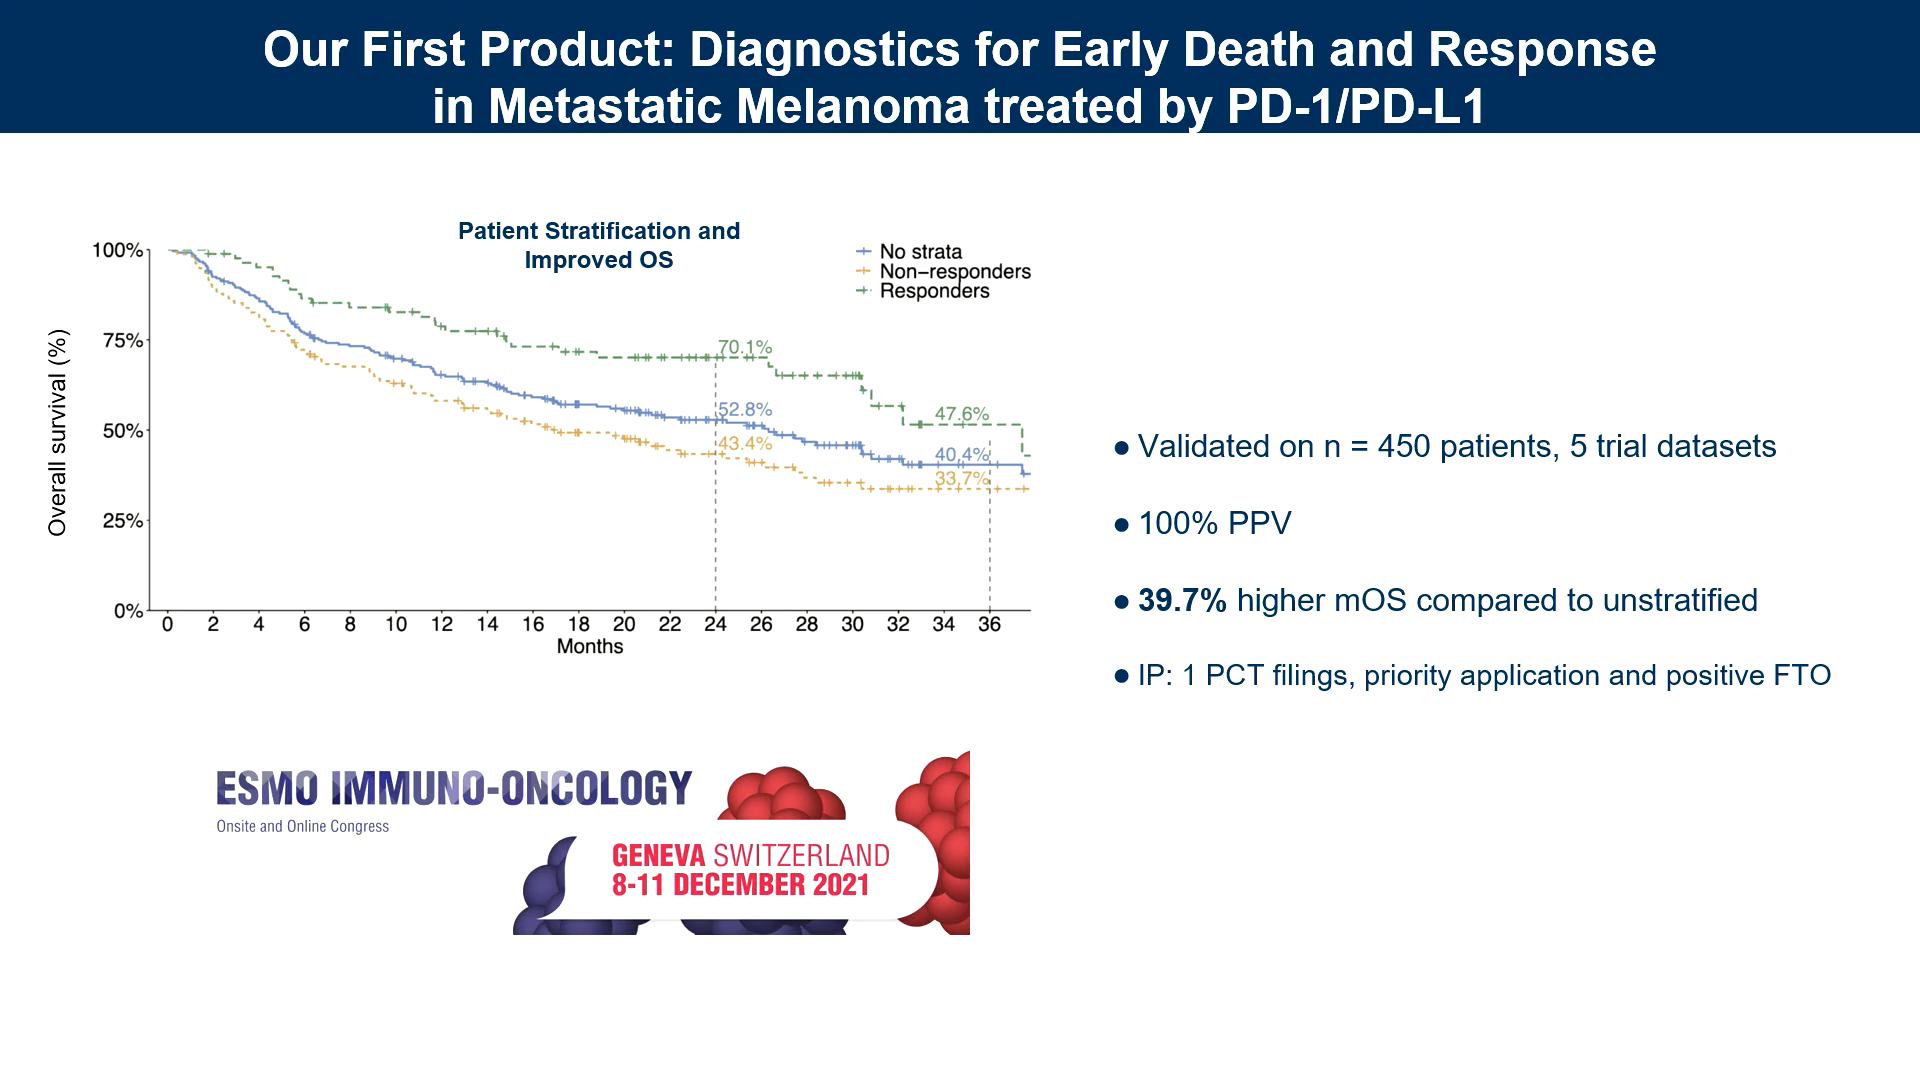 Our First Product: Diagnostics for Early Death and Response
in Metastatic Melanoma treated by PD-1/PD-L1
Patient Stratification and
Improved OS
No strata
Non−responders
Responders
Overall survival (%)
100%
75%
50%
25%
0%
70.1%
52.8%
43.4%
47.6%
40.4%
33.7%
0 2 4 6 8 10 12 14 16 18 20 22 24 26 28 30 32 34 36
Months
● Validated on n = 450 patients, 5 trial datasets
● 100% PPV
● 39.7% higher mOS compared to unstratified
● IP: 1 PCT filings, priority application and positive FTO
ESMO IMMUNO-ONCOLOGY
Onsite and Online Congress
GENEVA SWITZERLAND
8-11 DECEMBER 2021